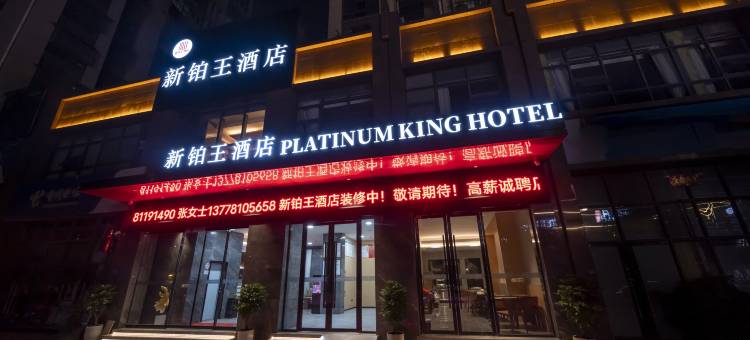 新铂王酒店
新铂王酒店 PLATINUM KING HOTEL
81191490 张女士13778105658 新铂王酒店装修中！敬请期待！高薪诚聘